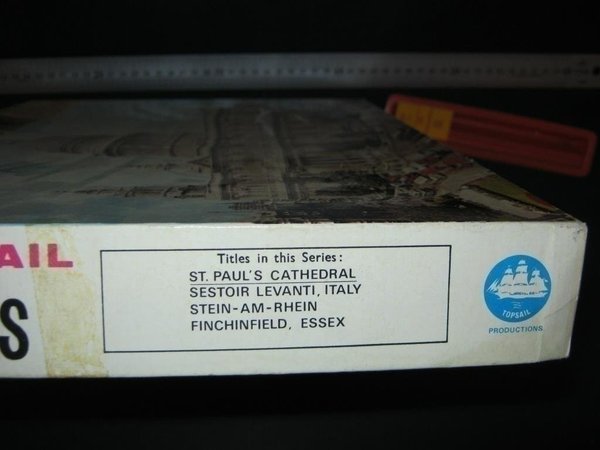 AIL
S
Titles in this Series:
ST. PAUL'S CATHEDRAL
SESTOIR LEVANTI, ITALY
STEIN-AM-RHEIN
FINCHINFIELD, ESSEX
TOPSAIL
PRODUCTIONS